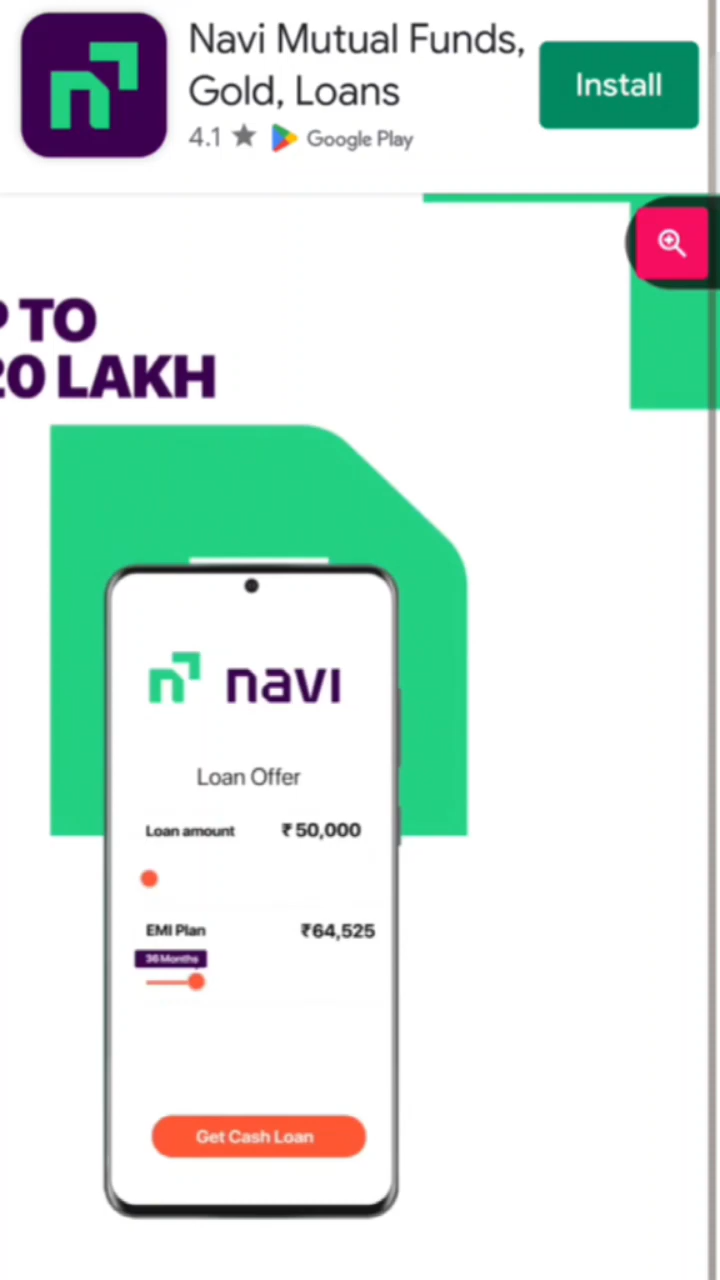 Navi Mutual Funds,
Gold, Loans
Install
4.1 ★ Google Play
TO
20 LAKH
navi
Loan Offer
Loan amount ₹50,000
EMI Plan ₹64,525
36 Months
Get Cash Loan